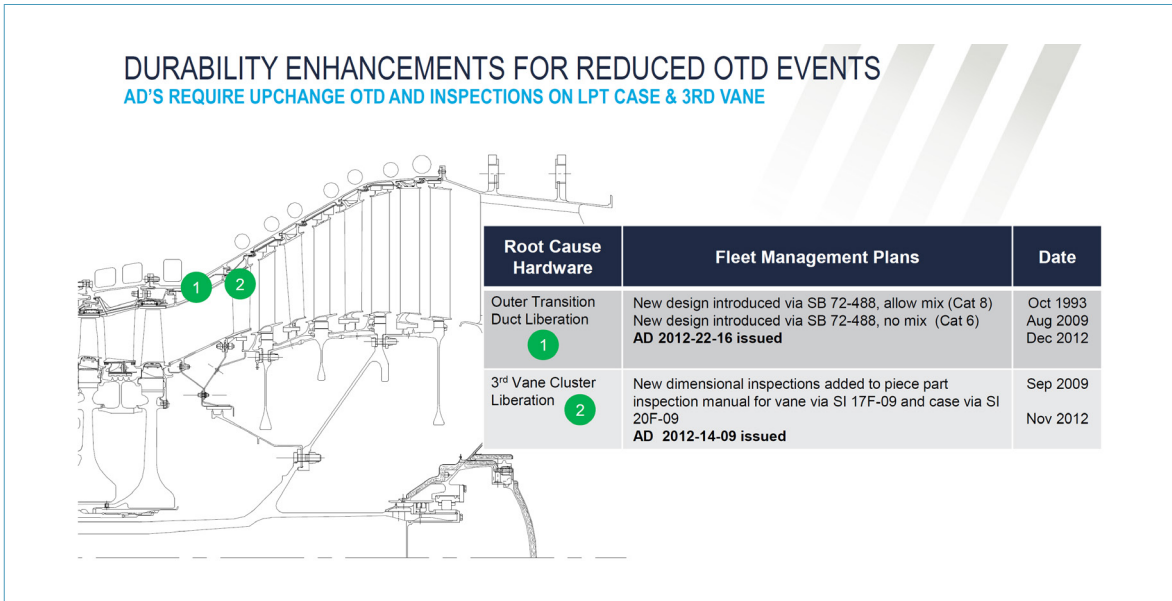 DURABILITY ENHANCEMENTS FOR REDUCED OTD EVENTS
AD'S REQUIRE UPCHANGE OTD AND INSPECTIONS ON LPT CASE & 3RD VANE
1
2
Root Cause
Hardware
Fleet Management Plans
Date
Outer Transition
Duct Liberation
1
New design introduced via SB 72-488, allow mix (Cat 8)
New design introduced via SB 72-488, no mix (Cat 6)
AD 2012-22-16 issued
Oct 1993
Aug 2009
Dec 2012
3rd Vane Cluster
Liberation
2
New dimensional inspections added to piece part
inspection manual for vane via SI 17F-09 and case via SI
20F-09
AD 2012-14-09 issued
Sep 2009
Nov 2012